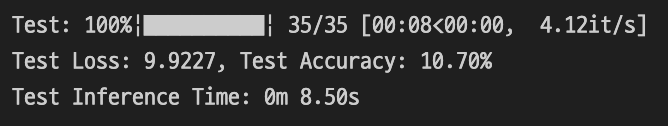 Test: 100%|██████████| 35/35 [00:08<00:00,  4.12it/s]
Test Loss: 9.9227, Test Accuracy: 10.70%
Test Inference Time: 0m 8.50s